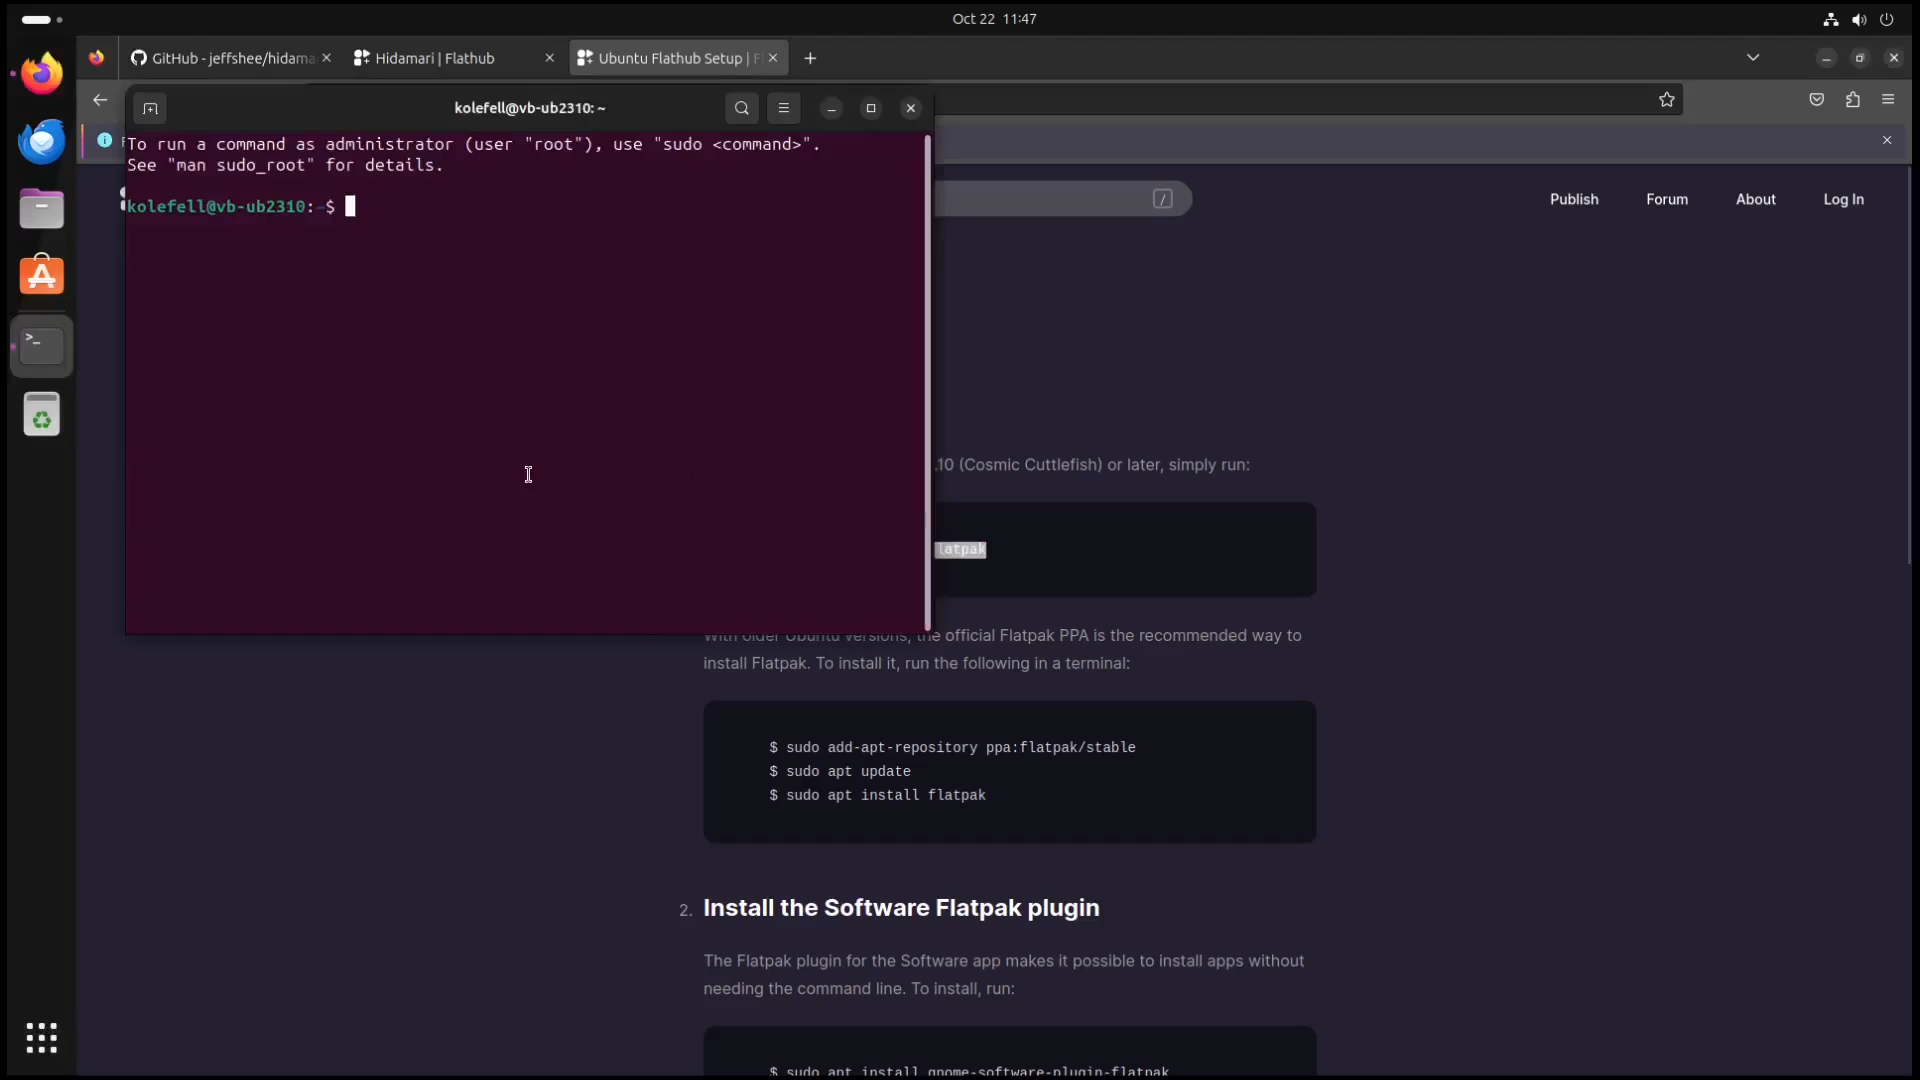 Oct 22 11:47
GitHub - jeffshee/hidama
Hidamari | Flathub
Ubuntu Flathub Setup | F
kolefell@vb-ub2310: ~
To run a command as administrator (user "root"), use "sudo <command>".
See "man sudo_root" for details.
kolefell@vb-ub2310:~$
/
Publish
Forum
About
Log In
.10 (Cosmic Cuttlefish) or later, simply run:
latpak
With older Ubuntu versions, the official Flatpak PPA is the recommended way to
install Flatpak. To install it, run the following in a terminal:
$ sudo add-apt-repository ppa:flatpak/stable
$ sudo apt update
$ sudo apt install flatpak
2. Install the Software Flatpak plugin
The Flatpak plugin for the Software app makes it possible to install apps without
needing the command line. To install, run:
$ sudo apt install gnome-software-plugin-flatpak